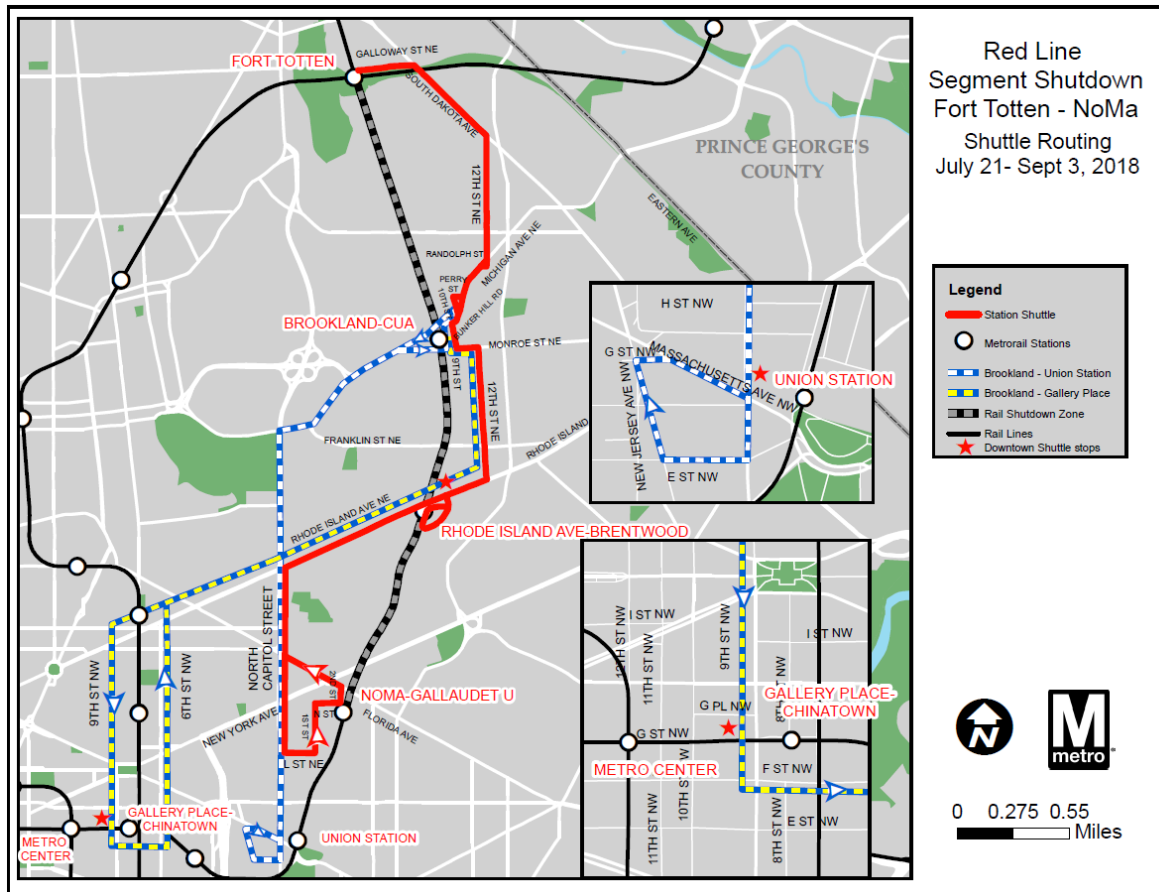 Red Line
Segment Shutdown
Fort Totten - NoMa
Shuttle Routing
July 21- Sept 3, 2018
GALLOWAY ST NE
FORT TOTTEN
SOUTH DAKOTA AVE
PRINCE GEORGE'S
COUNTY
12TH ST NE
EASTERN AVE
RANDOLPH ST
MICHIGAN AVE NE
PERRY
ST
10TH S
BUNKER HILL RD
BROOKLAND-CUA
MONROE ST NE
9TH ST
12TH ST NE
FRANKLIN ST NE
RHODE ISLAND
RHODE ISLAND AVE NE
RHODE ISLAND AVE-BRENTWOOD
NORTH
CAPITOL STREET
9TH ST NW
6TH ST NW
2ND ST
NOMA-GALLAUDET U
N ST
1ST ST
FLORIDA AVE
NEW YORK AVE
L ST NE
GALLERY PLACE-
CHINATOWN
METRO
CENTER
UNION STATION
H ST NW
G ST NW
MASSACHUSETTS AVE NW
UNION STATION
NEW JERSEY AVE NW
E ST NW
I ST NW
I ST NW
12TH ST NW
11TH ST NW
9TH ST NW
8TH ST NW
GALLERY PLACE-
CHINATOWN
G PL NW
G ST NW
METRO CENTER
F ST NW
10TH ST NW
E ST NW
11TH ST NW
8TH ST NW
Legend
Station Shuttle
Metrorail Stations
Brookland - Union Station
Brookland - Gallery Place
Rail Shutdown Zone
Rail Lines
Downtown Shuttle stops
N
M
metro
0 0.275 0.55
Miles